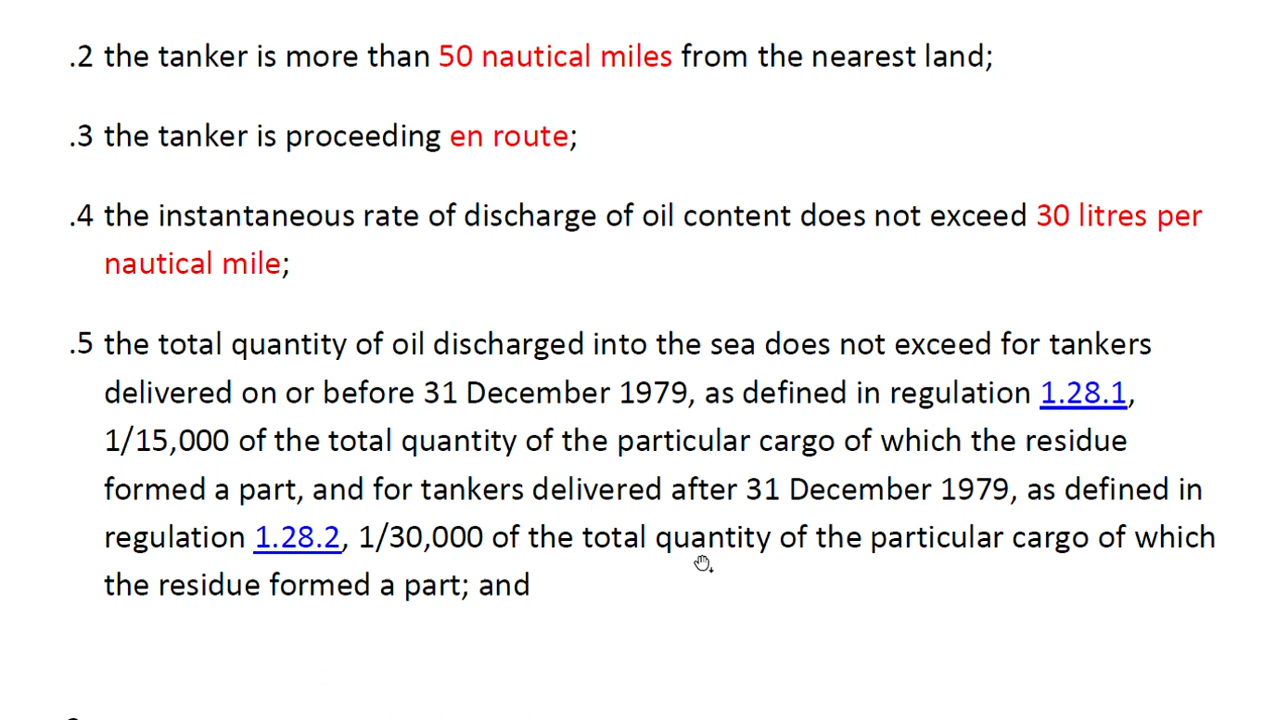 .2 the tanker is more than 50 nautical miles from the nearest land;
.3 the tanker is proceeding en route;
.4 the instantaneous rate of discharge of oil content does not exceed 30 litres per
nautical mile;
.5 the total quantity of oil discharged into the sea does not exceed for tankers
delivered on or before 31 December 1979, as defined in regulation 1.28.1,
1/15,000 of the total quantity of the particular cargo of which the residue
formed a part, and for tankers delivered after 31 December 1979, as defined in
regulation 1.28.2, 1/30,000 of the total quantity of the particular cargo of which
the residue formed a part; and